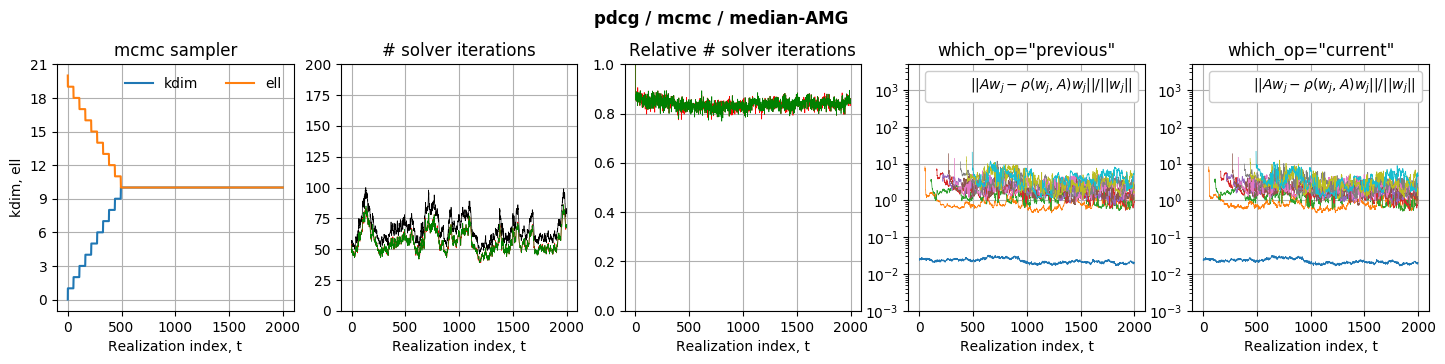 pdcg / mcmc / median-AMG
mcmc sampler
kdim, ell
21
18
15
12
9
6
3
0
kdim
ell
0 500 1000 1500 2000
Realization index, t
# solver iterations
200
175
150
125
100
75
50
25
0
0 500 1000 1500 2000
Realization index, t
Relative # solver iterations
1.0
0.8
0.6
0.4
0.2
0.0
0 500 1000 1500 2000
Realization index, t
which_op="previous"
||Aw_j − ρ(w_j, A)w_j||/||w_j||
10^3
10^2
10^1
10^0
10^−1
10^−2
10^−3
0 500 1000 1500 2000
Realization index, t
which_op="current"
||Aw_j − ρ(w_j, A)w_j||/||w_j||
10^3
10^2
10^1
10^0
10^−1
10^−2
10^−3
0 500 1000 1500 2000
Realization index, t